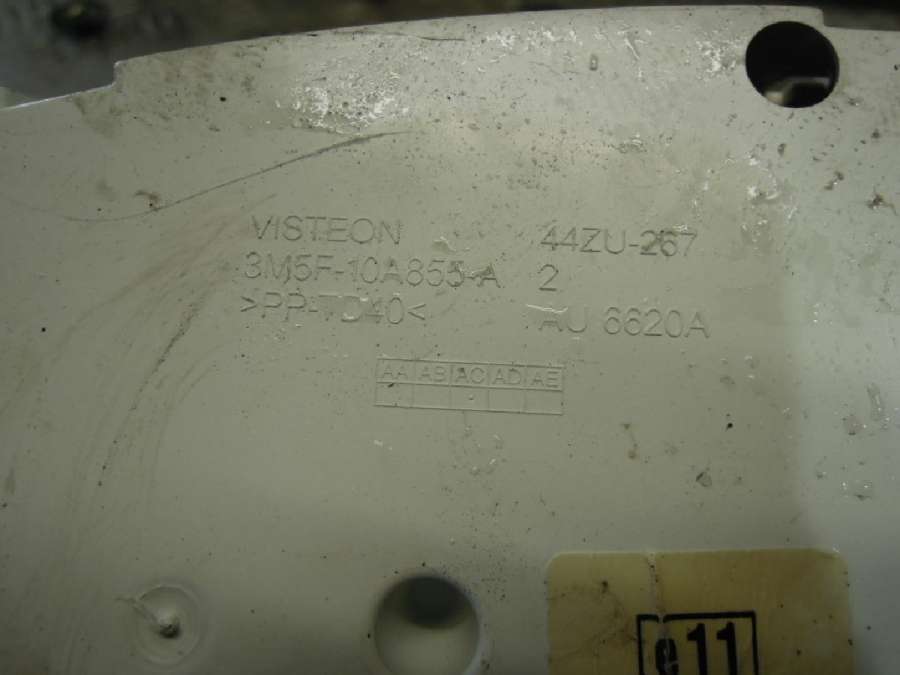 VISTEON 44ZU-267
3M5F-10A855-A 2
>PP-TD40< AU 6620A
AA AB AC AD AE
e11